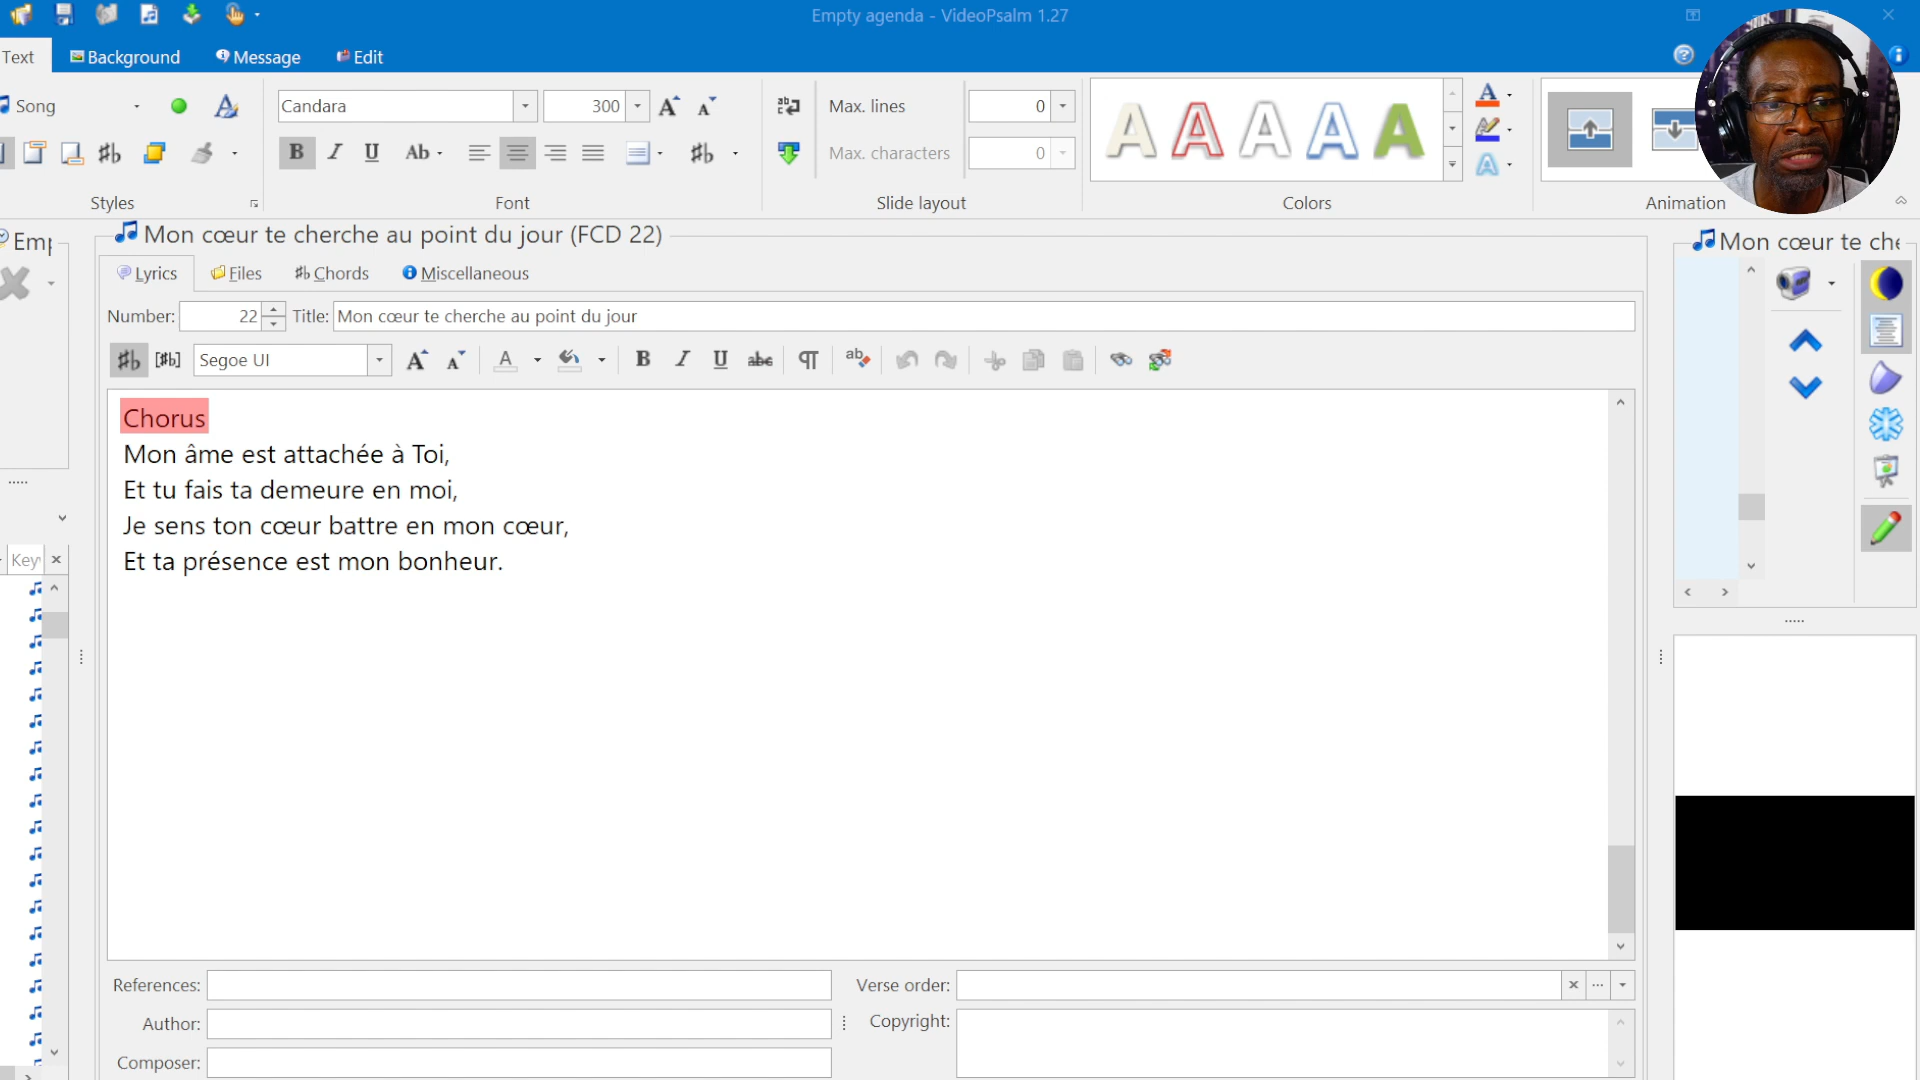 Empty agenda - VideoPsalm 1.27
Text Background Message Edit
Song
Candara 300
Max. lines 0
Max. characters 0
Styles Font Slide layout Colors Animation
Mon cœur te cherche au point du jour (FCD 22)
Lyrics Files Chords Miscellaneous
Number: 22 Title: Mon cœur te cherche au point du jour
Segoe UI
Chorus
Mon âme est attachée à Toi,
Et tu fais ta demeure en moi,
Je sens ton cœur battre en mon cœur,
Et ta présence est mon bonheur.
References:
Verse order:
Author:
Copyright:
Composer:
Mon cœur te